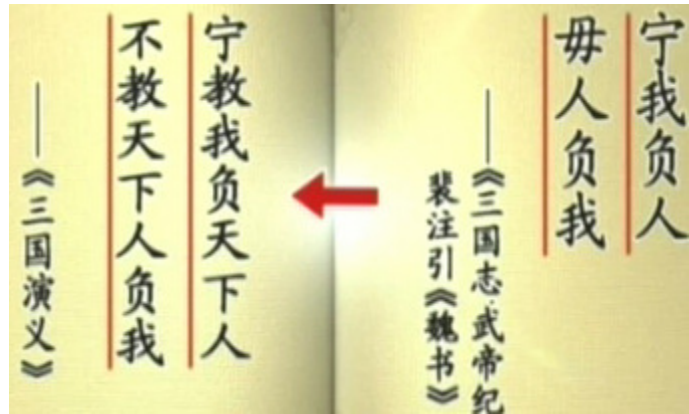 宁我负人
毋人负我
——《三国志·武帝纪
裴注引《魏书》
宁教我负天下人
不教天下人负我
——《三国演义》